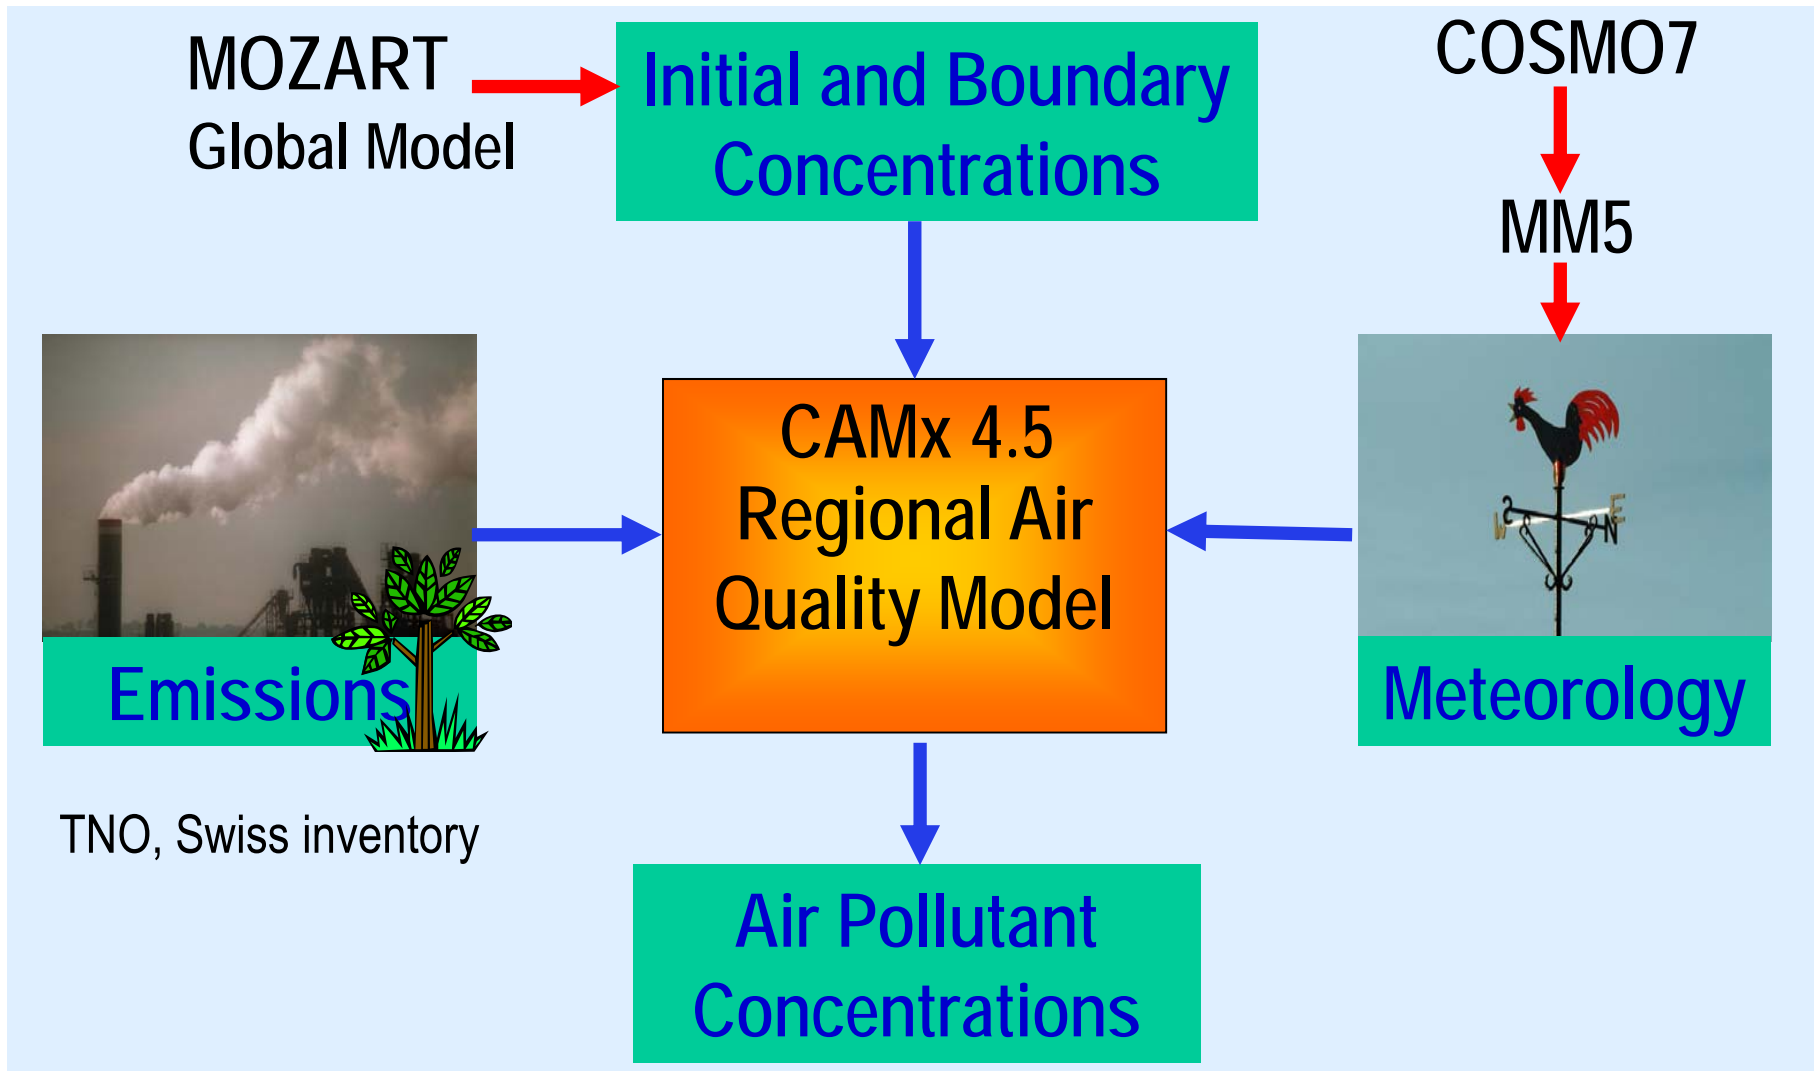 MOZART
Global Model
Initial and Boundary
Concentrations
COSMO7
MM5
CAMx 4.5
Regional Air
Quality Model
W
N
E
Emissions
Meteorology
TNO, Swiss inventory
Air Pollutant
Concentrations